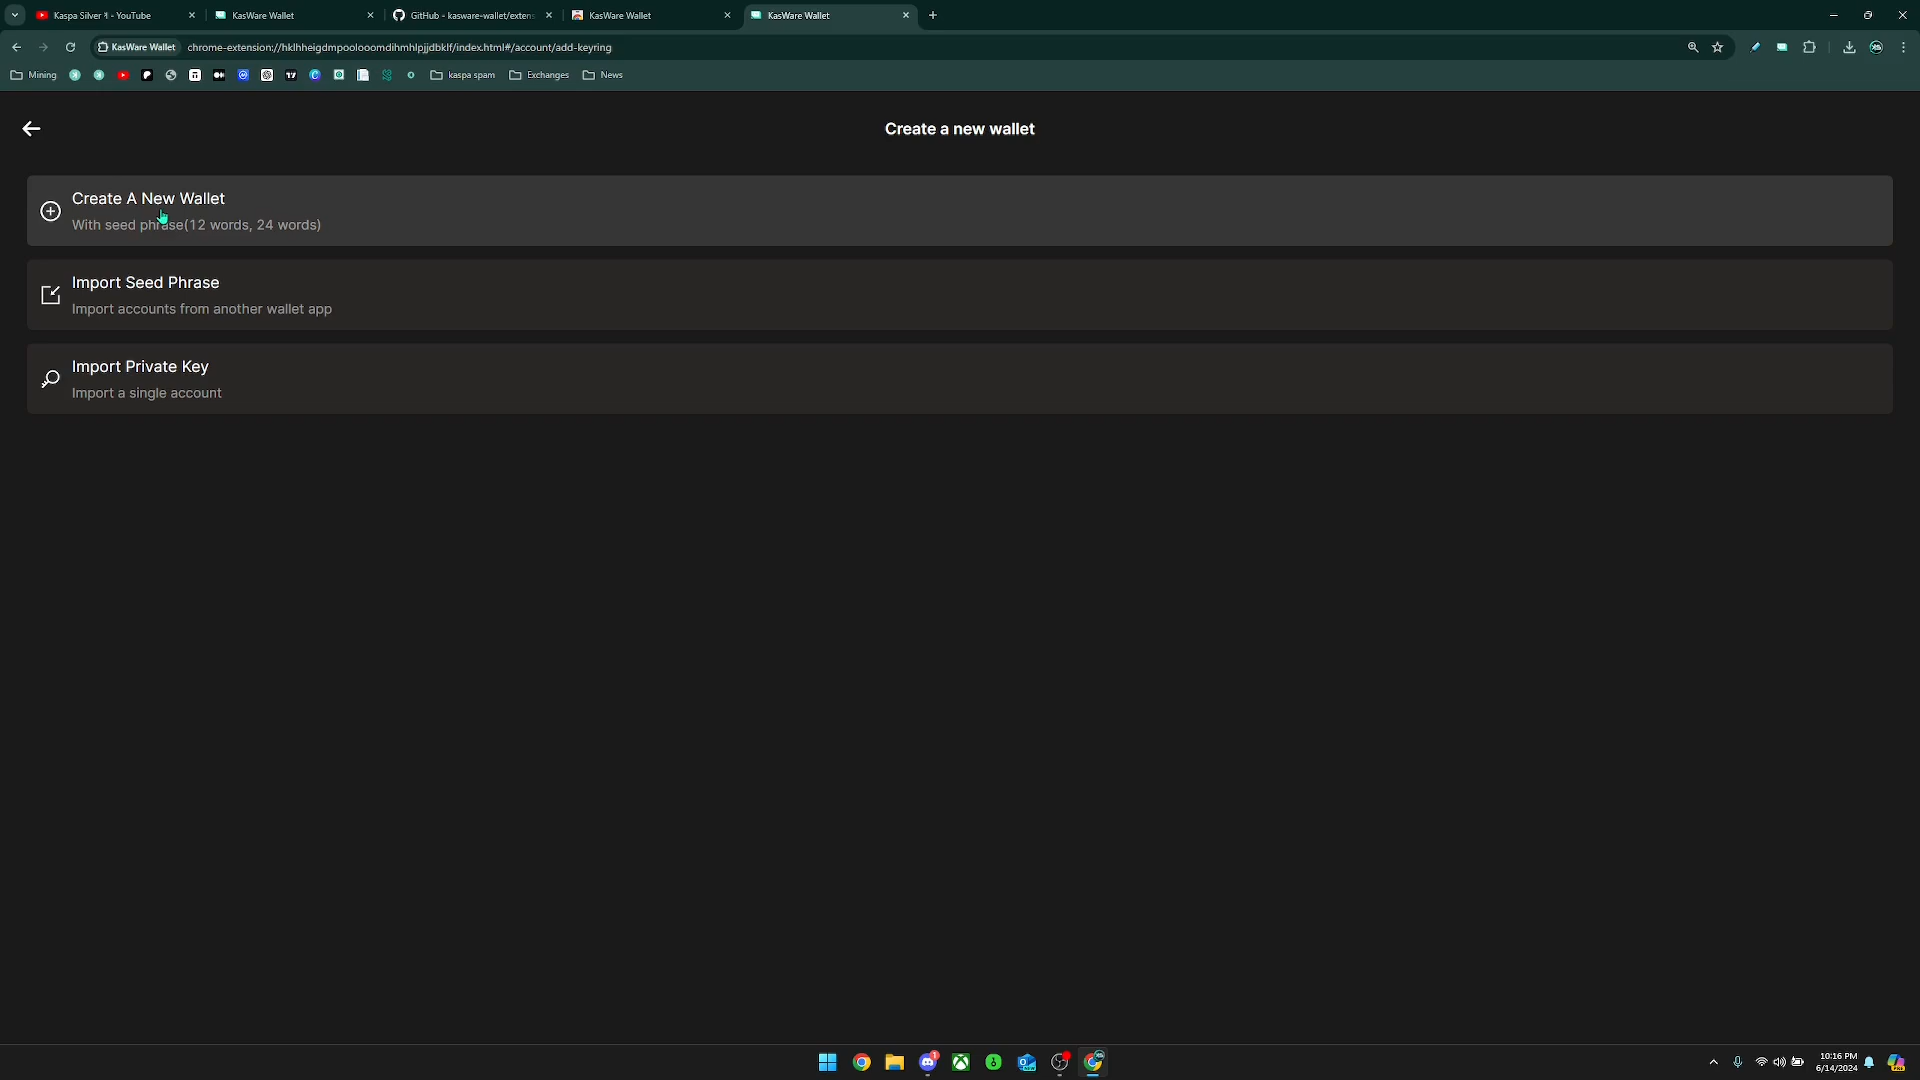 Kaspa Silver - YouTube
KasWare Wallet
GitHub - kasware-wallet/extens
KasWare Wallet
KasWare Wallet
KasWare Wallet
chrome-extension://hklhheigdmpoolooomdihmhlpjjdbklf/index.html#/account/add-keyring
Mining
kaspa spam
Exchanges
News
Create a new wallet
Create A New Wallet
With seed phrase(12 words, 24 words)
Import Seed Phrase
Import accounts from another wallet app
Import Private Key
Import a single account
10:16 PM
6/14/2024